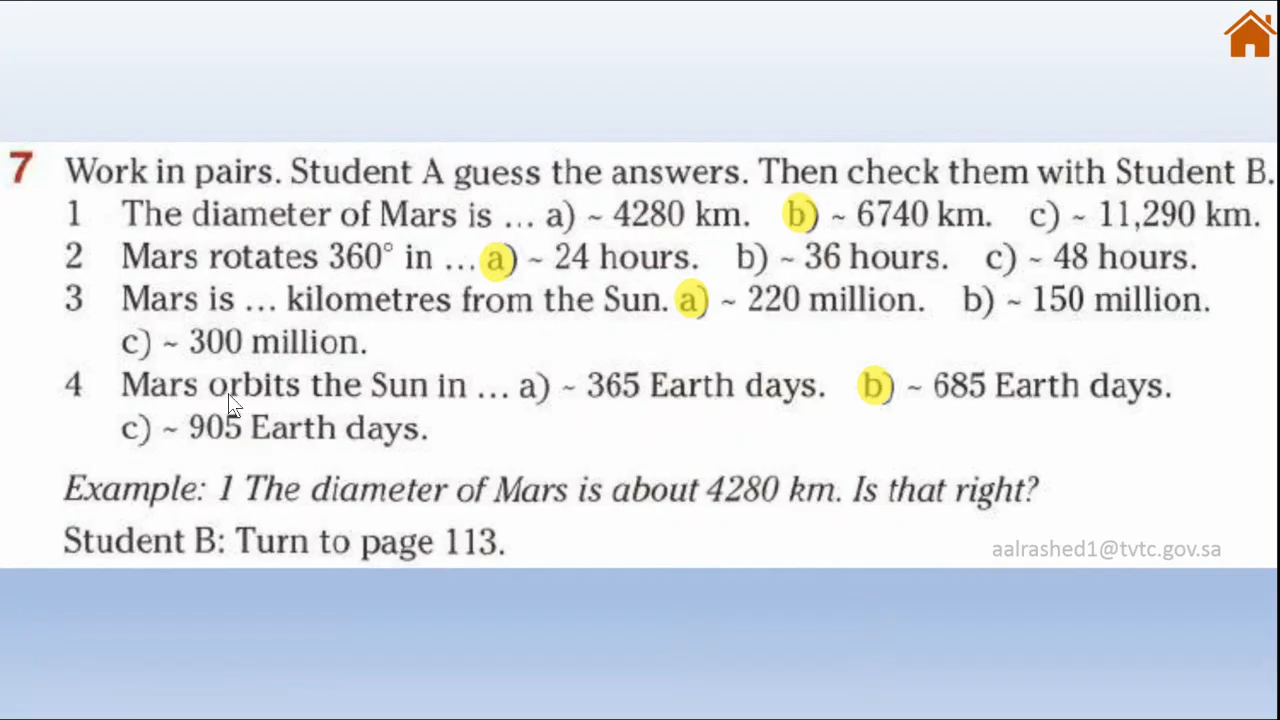 7 Work in pairs. Student A guess the answers. Then check them with Student B.
1 The diameter of Mars is … a) ~ 4280 km. b) ~ 6740 km. c) ~ 11,290 km.
2 Mars rotates 360° in … a) ~ 24 hours. b) ~ 36 hours. c) ~ 48 hours.
3 Mars is … kilometres from the Sun. a) ~ 220 million. b) ~ 150 million.
c) ~ 300 million.
4 Mars orbits the Sun in … a) ~ 365 Earth days. b) ~ 685 Earth days.
c) ~ 905 Earth days.
Example: 1 The diameter of Mars is about 4280 km. Is that right?
Student B: Turn to page 113.
aalrashed1@tvtc.gov.sa